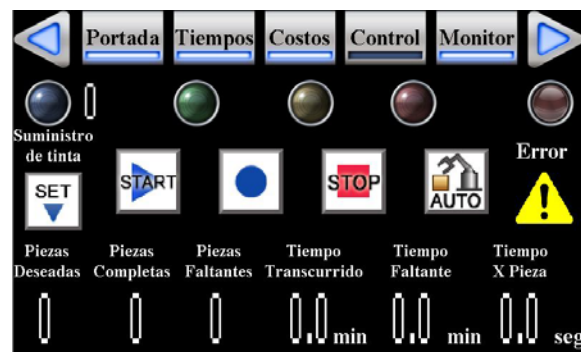 Portada Tiempos Costos Control Monitor
0
Suministro
de tinta
Error
SET START STOP AUTO
Piezas Piezas Piezas Tiempo Tiempo Tiempo
Deseadas Completas Faltantes Transcurrido Faltante X Pieza
0 0 0 0.0 min 0.0 min 0.0 seg